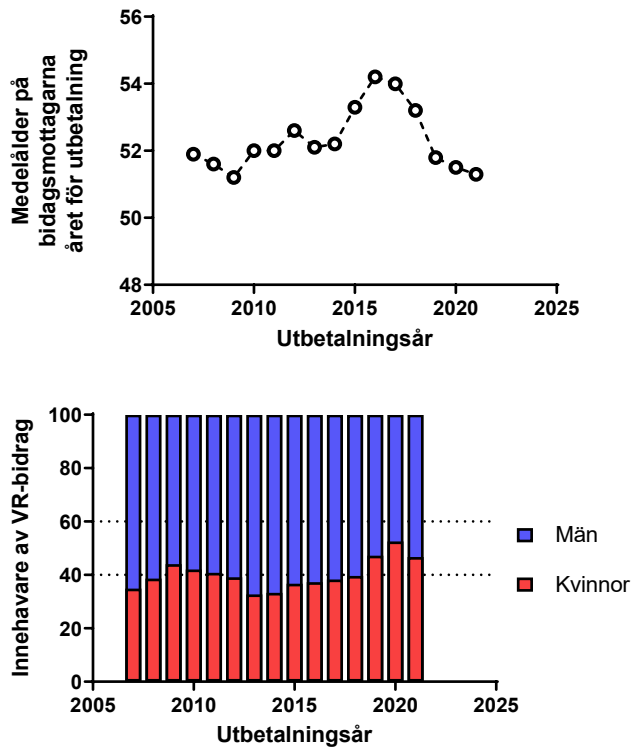 56
54
52
50
48
Medelålder på
bidagsmottagarna
året för utbetalning
2005 2010 2015 2020 2025
Utbetalningsår
100
80
60
40
20
0
Innehavare av VR-bidrag
Män
Kvinnor
2005 2010 2015 2020 2025
Utbetalningsår